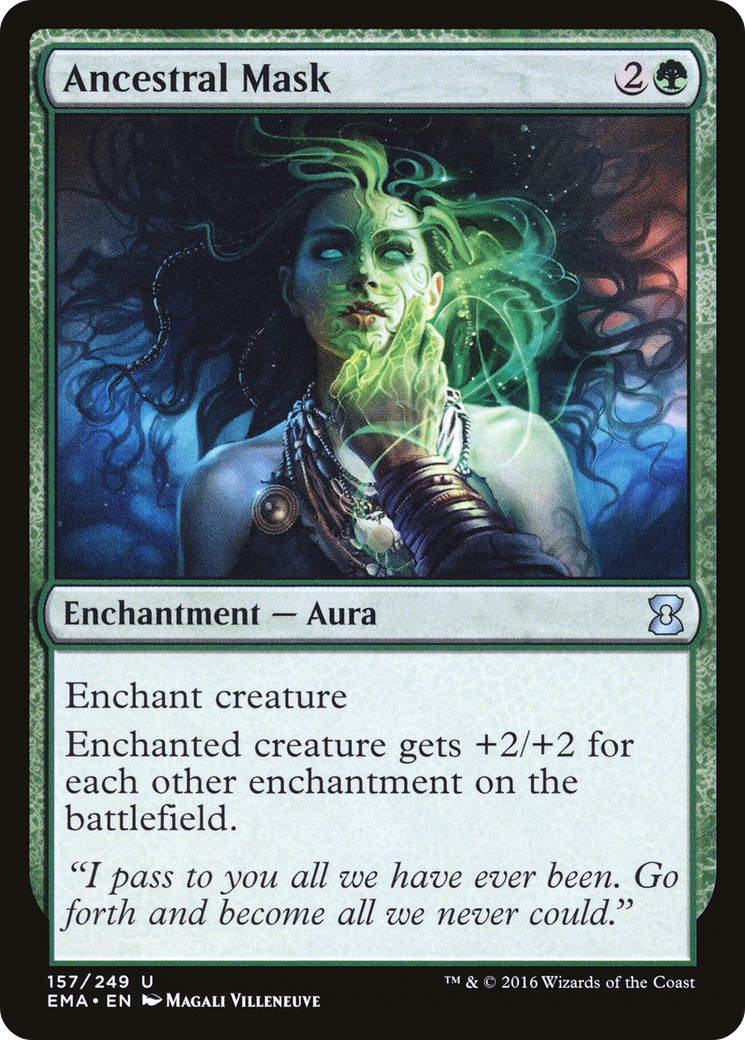 Ancestral Mask 2
Enchantment — Aura
Enchant creature
Enchanted creature gets +2/+2 for
each other enchantment on the
battlefield.
“I pass to you all we have ever been. Go
forth and become all we never could.”
157/249 U
™ & © 2016 Wizards of the Coast
EMA • EN Magali Villeneuve